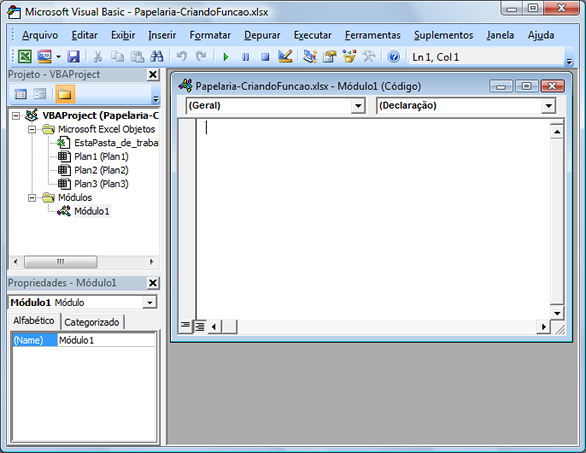 Microsoft Visual Basic - Papelaria-CriandoFuncao.xlsx
Arquivo Editar Exibir Inserir Formatar Depurar Executar Ferramentas Suplementos Janela Ajuda
Ln 1, Col 1
Projeto - VBAProject
VBAProject (Papelaria-C
Microsoft Excel Objetos
EstaPasta_de_traba
Plan1 (Plan1)
Plan2 (Plan2)
Plan3 (Plan3)
Módulos
Módulo1
Propriedades - Módulo1
Módulo1 Módulo
Alfabético Categorizado
(Name) Módulo1
Papelaria-CriandoFuncao.xlsx - Módulo1 (Código)
(Geral) (Declaração)